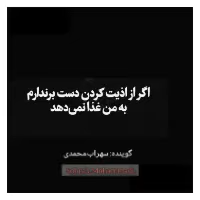 اگر از اذیت کردن دست برندارم
به من غذا نمی‌دهد
گوینده: سهراب محمدی